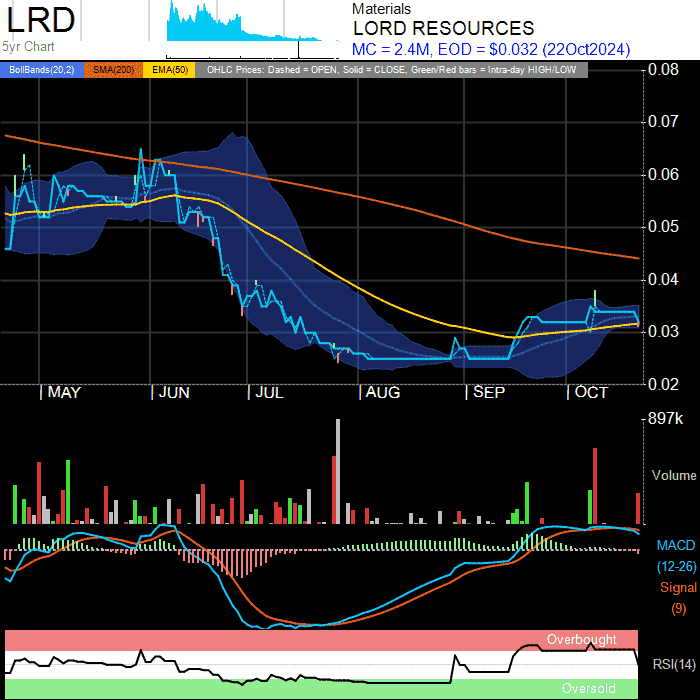 LRD
5yr Chart
Materials
LORD RESOURCES
MC = 2.4M, EOD = $0.032 (22Oct2024)
BollBands(20,2) SMA(200) EMA(50) OHLC Prices: Dashed = OPEN, Solid = CLOSE, Green/Red bars = Intra-day HIGH/LOW
0.08
0.07
0.06
0.05
0.04
0.03
0.02
MAY JUN JUL AUG SEP OCT
897k
Volume
MACD
(12-26)
Signal
(9)
Overbought
RSI(14)
Oversold